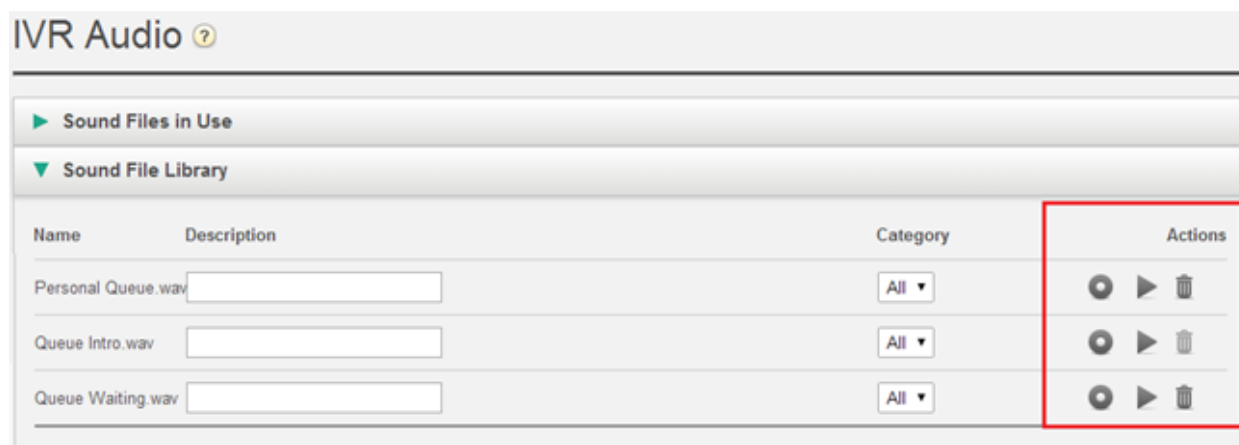 IVR Audio ?
Sound Files in Use
Sound File Library
Name Description Category Actions
Personal Queue.wav All
Queue Intro.wav All
Queue Waiting.wav All